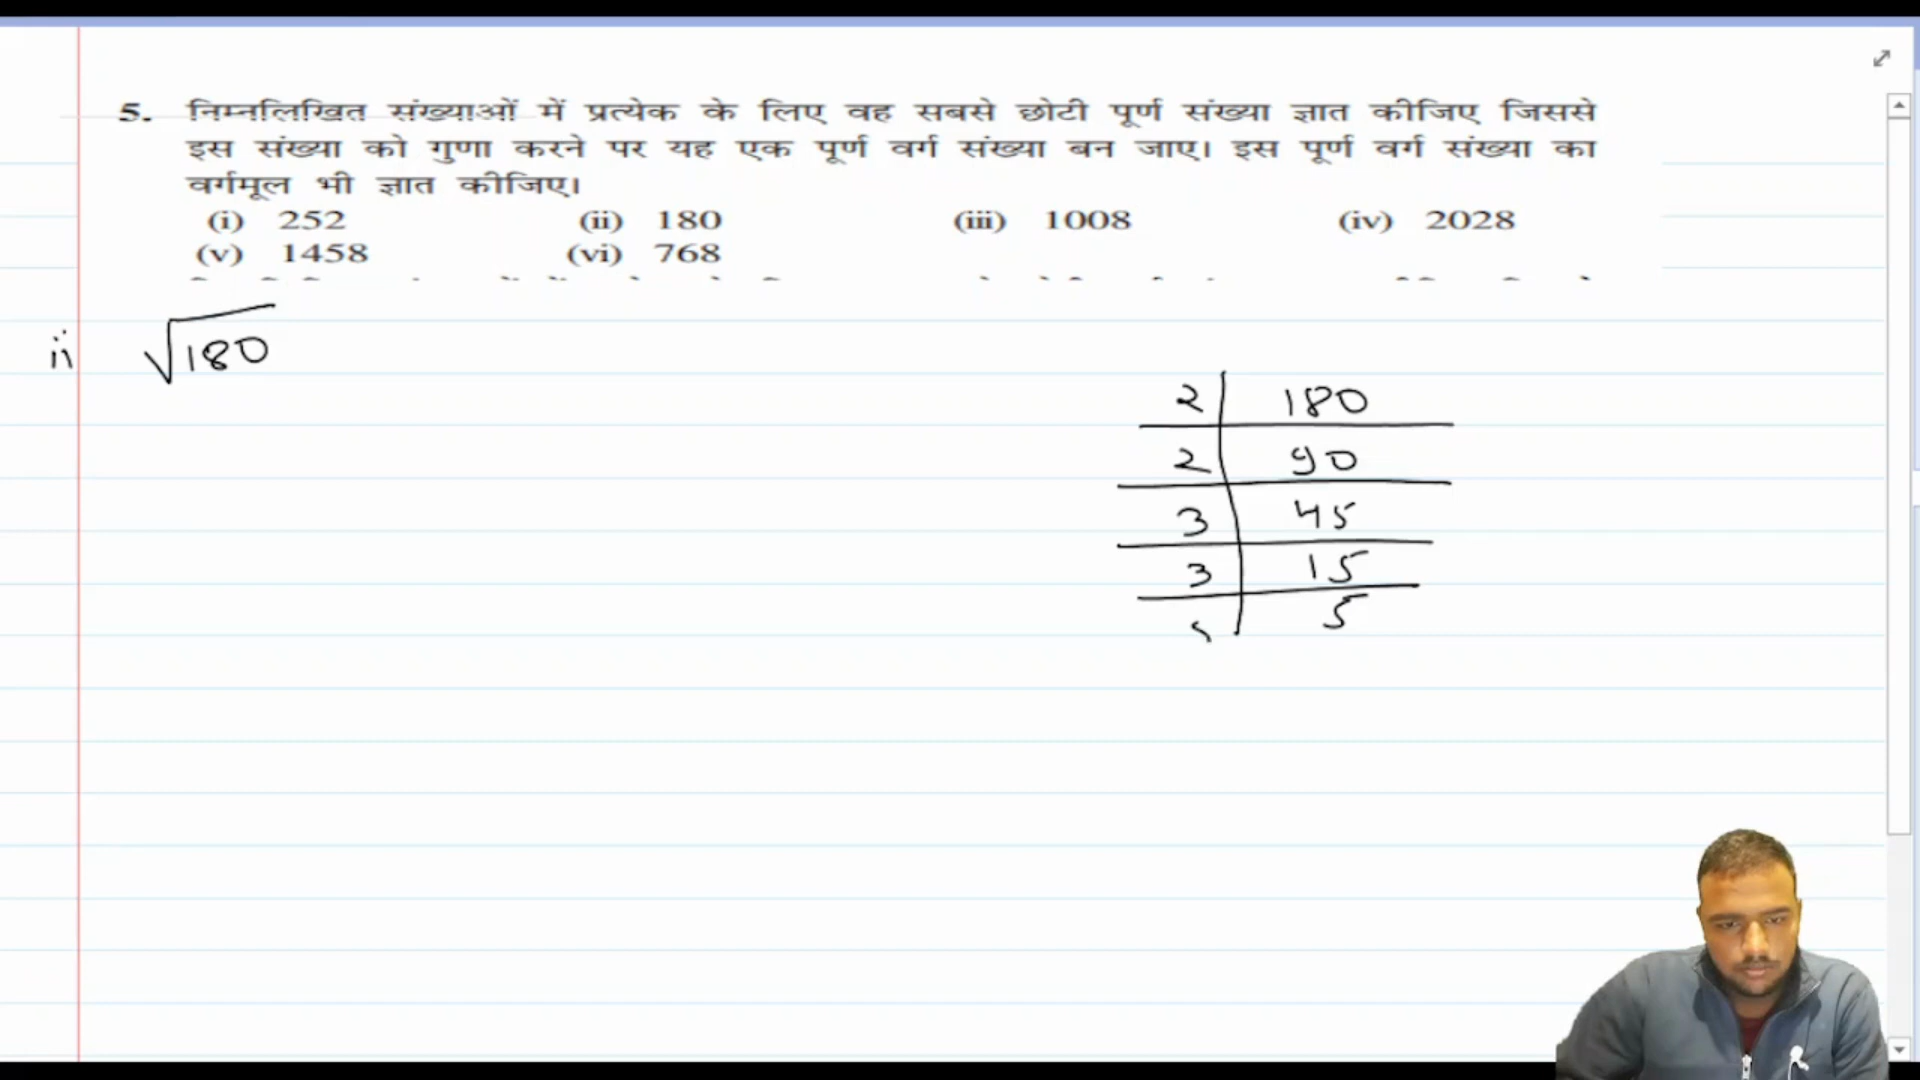 5. निम्नलिखित संख्याओं में प्रत्येक के लिए वह सबसे छोटी पूर्ण संख्या ज्ञात कीजिए जिससे
इस संख्या को गुणा करने पर यह एक पूर्ण वर्ग संख्या बन जाए। इस पूर्ण वर्ग संख्या का
वर्गमूल भी ज्ञात कीजिए।
(i) 252 (ii) 180 (iii) 1008 (iv) 2028
(v) 1458 (vi) 768
ii √180
2 | 180
2 | 90
3 | 45
3 | 15
| 5